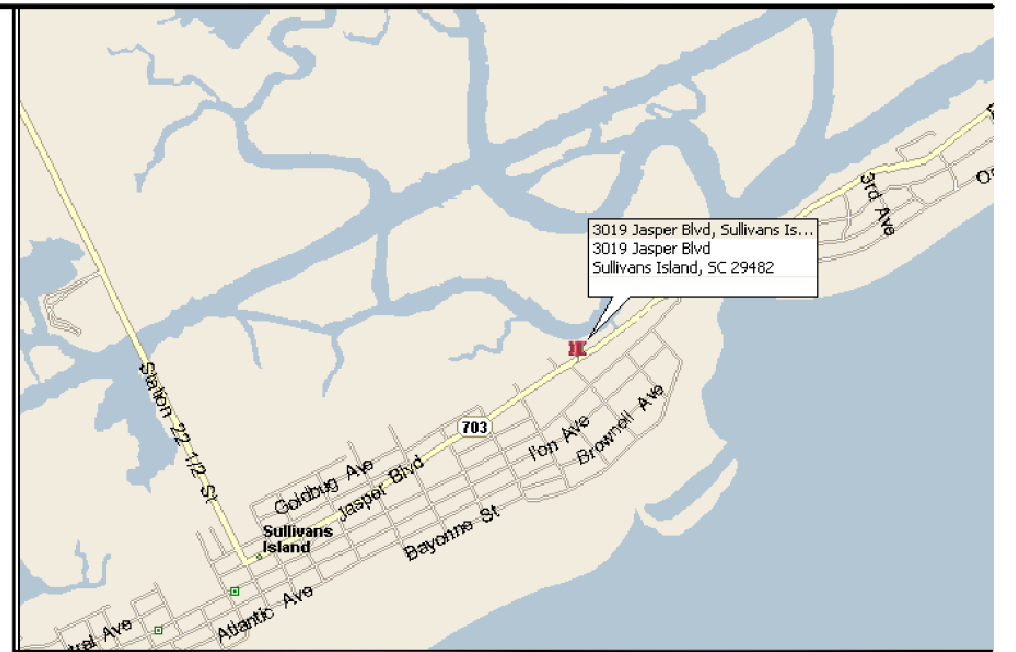 3019 Jasper Blvd, Sullivans Is...
3019 Jasper Blvd
Sullivans Island, SC 29482
3rd Ave
Station 22 1/2 St
703
I'on Ave
Brownell Ave
Goldbug Ave
Jasper Blvd
Sullivans
Island
Bayonne St
Atlantic Ave
Ave